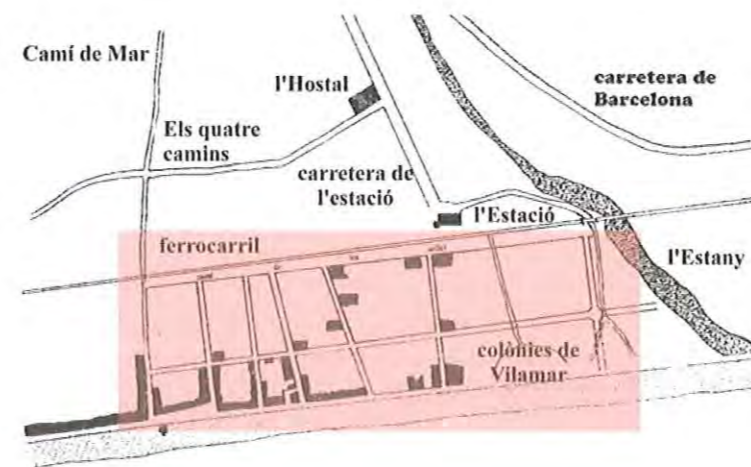 Camí de Mar
l'Hostal
carretera de
Barcelona
Els quatre
camins
carretera de
l'estació
l'Estació
ferrocarril
l'Estany
colònies de
Vilamar